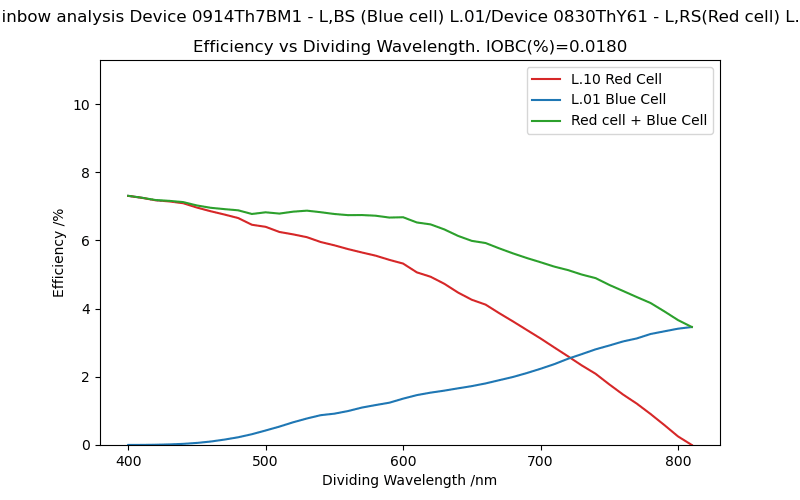 inbow analysis Device 0914Th7BM1 - L,BS (Blue cell) L.01/Device 0830ThY61 - L,RS(Red cell) L.
Efficiency vs Dividing Wavelength. IOBC(%)=0.0180
L.10 Red Cell
L.01 Blue Cell
Red cell + Blue Cell
Efficiency /%
10
8
6
4
2
0
400 500 600 700 800
Dividing Wavelength /nm